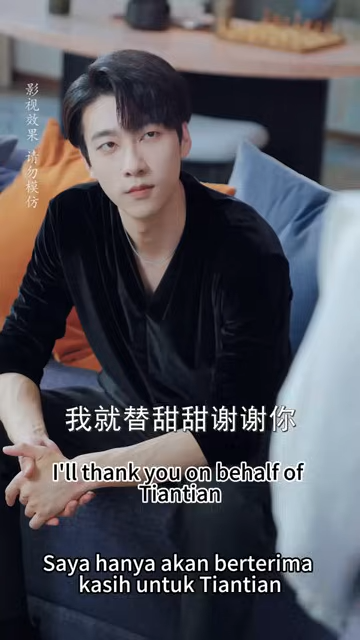 影视效果 请勿模仿
我就替甜甜谢谢你
I'll thank you on behalf of
Tiantian
Saya hanya akan berterima
kasih untuk Tiantian